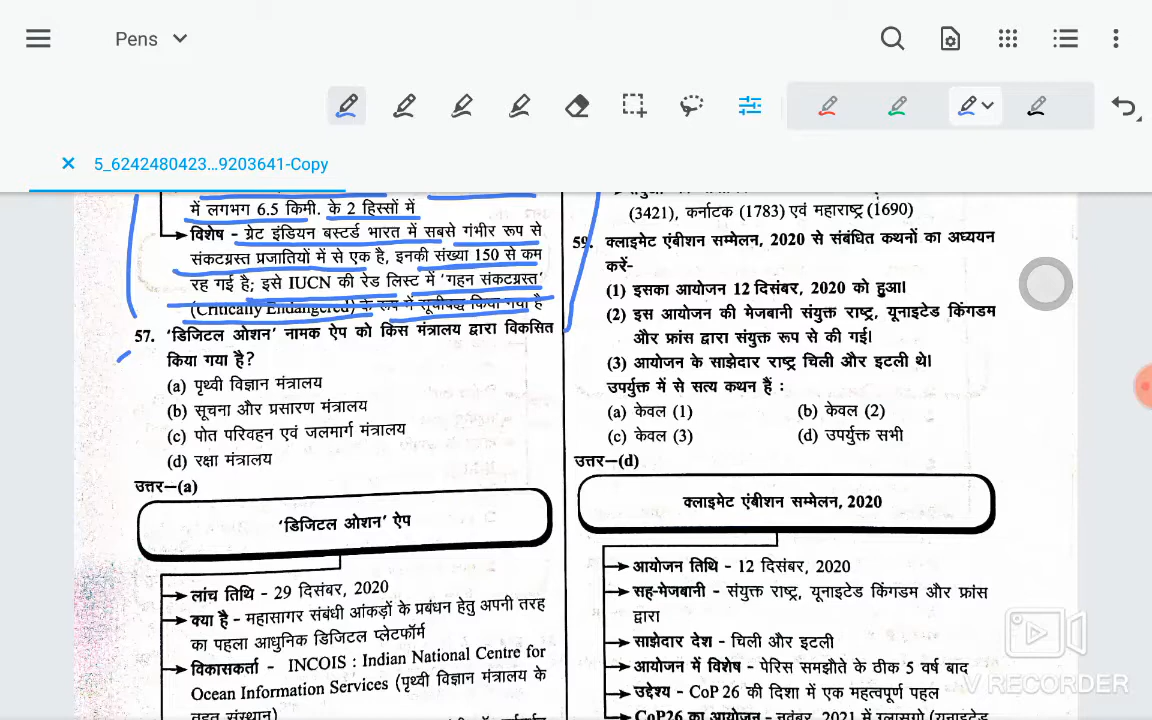 Pens
5_6242480423...9203641-Copy
में लगभग 6.5 किमी. के 2 हिस्सों में
विशेष - ग्रेट इंडियन बस्टर्ड भारत में सबसे गंभीर रूप से
संकटग्रस्त प्रजातियों में से एक है, इनकी संख्या 150 से कम
रह गई है; इसे IUCN की रेड लिस्ट में 'गहन संकटग्रस्त'
(Critically Endangered) के रूप में सूचीबद्ध किया गया है
57. 'डिजिटल ओशन' नामक ऐप को किस मंत्रालय द्वारा विकसित
किया गया है?
(a) पृथ्वी विज्ञान मंत्रालय
(b) सूचना और प्रसारण मंत्रालय
(c) पोत परिवहन एवं जलमार्ग मंत्रालय
(d) रक्षा मंत्रालय
उत्तर–(a)
'डिजिटल ओशन' ऐप
लांच तिथि - 29 दिसंबर, 2020
क्या है - महासागर संबंधी आंकड़ों के प्रबंधन हेतु अपनी तरह
का पहला आधुनिक डिजिटल प्लेटफॉर्म
विकासकर्ता - INCOIS : Indian National Centre for
Ocean Information Services (पृथ्वी विज्ञान मंत्रालय के
तहत संस्थान)
(3421), कर्नाटक (1783) एवं महाराष्ट्र (1690)
59. क्लाइमेट एंबीशन सम्मेलन, 2020 से संबंधित कथनों का अध्ययन
करें-
(1) इसका आयोजन 12 दिसंबर, 2020 को हुआ।
(2) इस आयोजन की मेजबानी संयुक्त राष्ट्र, यूनाइटेड किंगडम
और फ्रांस द्वारा संयुक्त रूप से की गई।
(3) आयोजन के साझेदार राष्ट्र चिली और इटली थे।
उपर्युक्त में से सत्य कथन हैं :
(a) केवल (1) (b) केवल (2)
(c) केवल (3) (d) उपर्युक्त सभी
उत्तर–(d)
क्लाइमेट एंबीशन सम्मेलन, 2020
आयोजन तिथि - 12 दिसंबर, 2020
सह-मेजबानी - संयुक्त राष्ट्र, यूनाइटेड किंगडम और फ्रांस
द्वारा
साझेदार देश - चिली और इटली
आयोजन में विशेष - पेरिस समझौते के ठीक 5 वर्ष बाद
उद्देश्य - CoP 26 की दिशा में एक महत्वपूर्ण पहल
CoP26 का आयोजन - नवंबर, 2021 में ग्लासगो (यूनाइटेड
V RECORDER